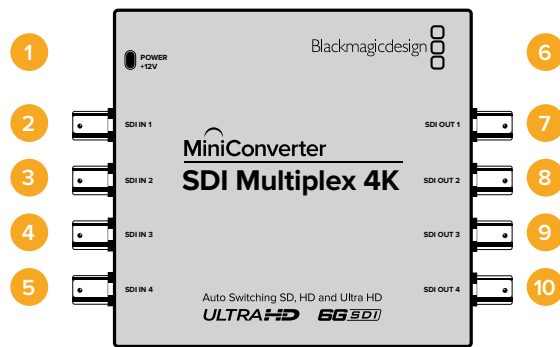 1
6
POWER
+12V
Blackmagicdesign
2
SDI IN 1
SDI OUT 1
7
MiniConverter
3
SDI IN 2
SDI Multiplex 4K
SDI OUT 2
8
4
SDI IN 3
SDI OUT 3
9
5
SDI IN 4
SDI OUT 4
10
Auto Switching SD, HD and Ultra HD
ULTRA HD 6G SDI